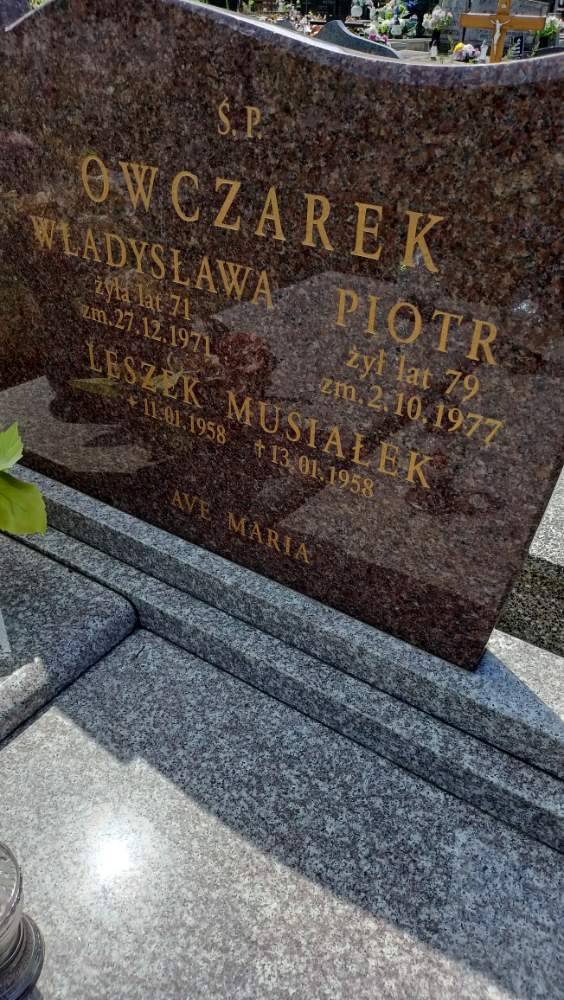 Ś.P.
OWCZAREK
WŁADYSŁAWA PIOTR
żyła lat 71 żył lat 79
zm.27.12.1971 zm.2.10.1977
LESZEK MUSIAŁEK
+11.01.1958 +13.01.1958
AVE MARIA